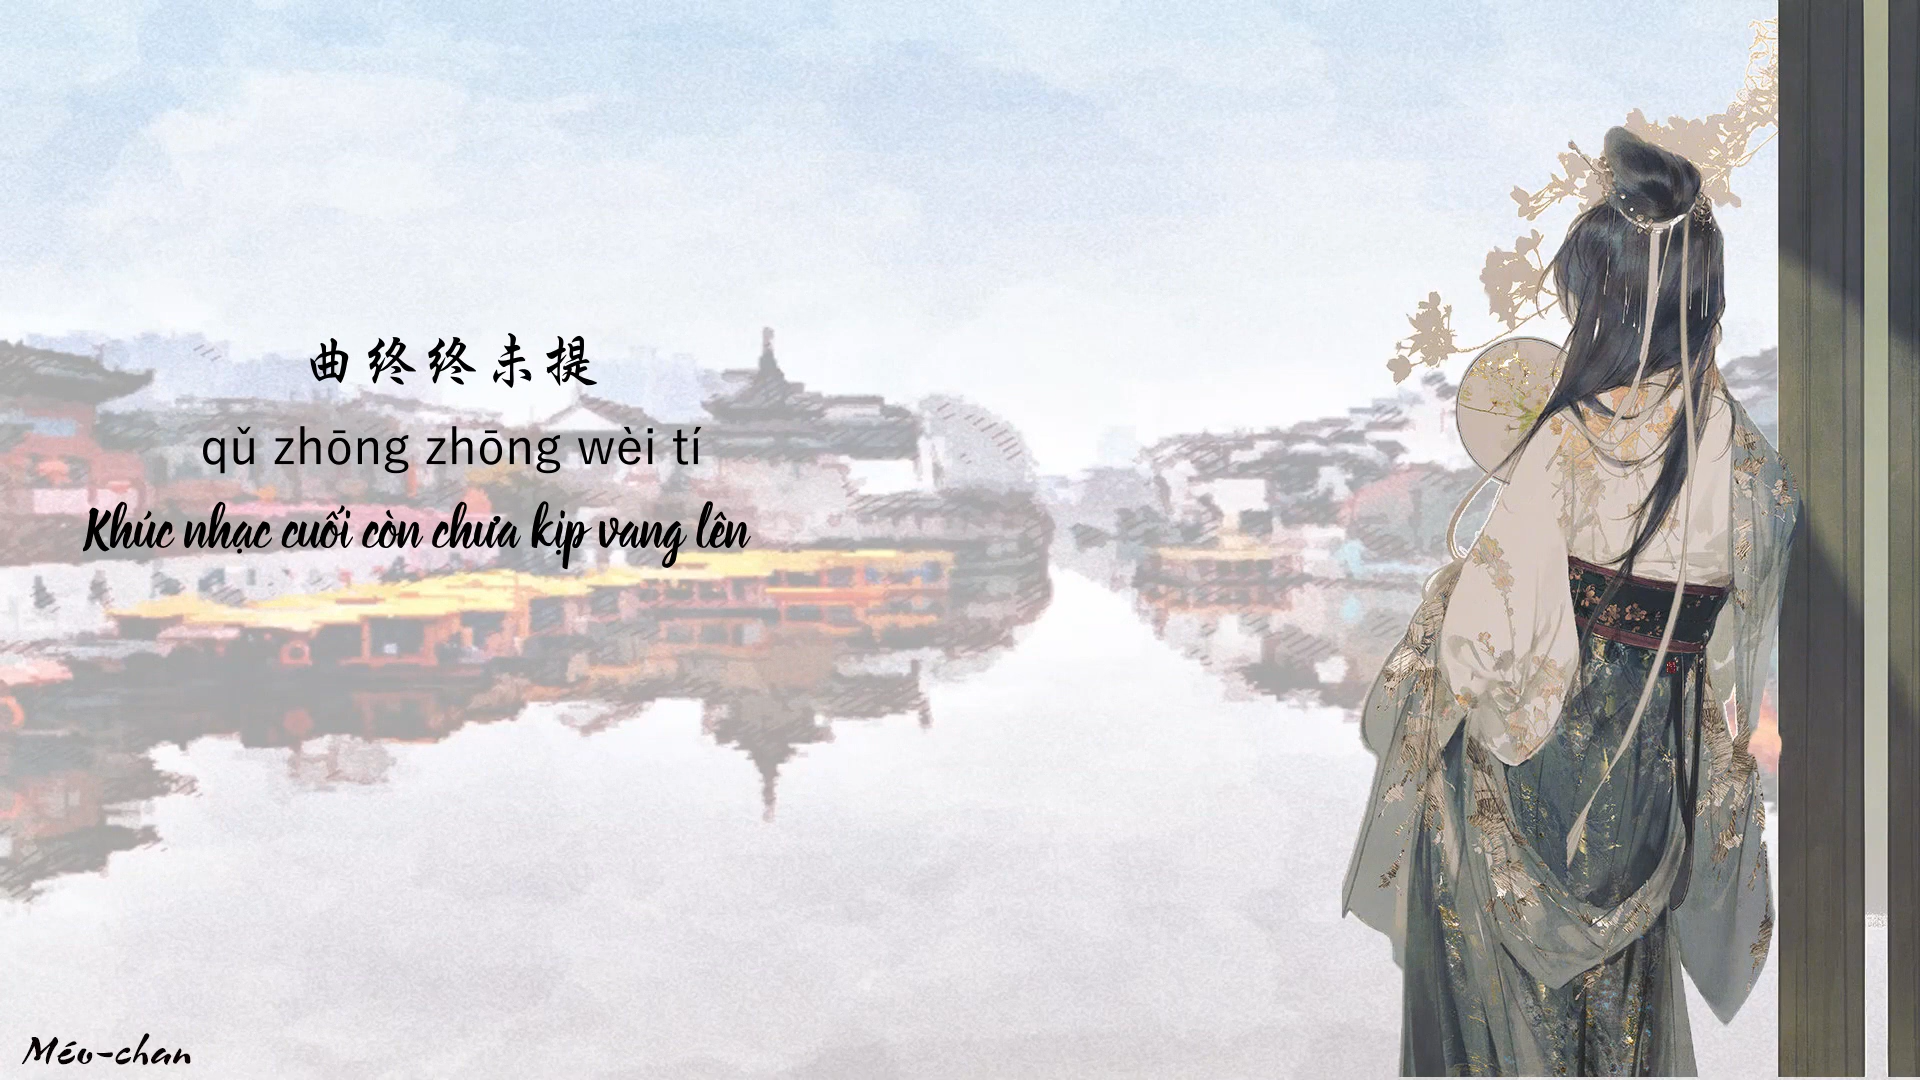 曲终终未提
qǔ zhōng zhōng wèi tí
Khúc nhạc cuối còn chưa kịp vang lên
Méo-chan